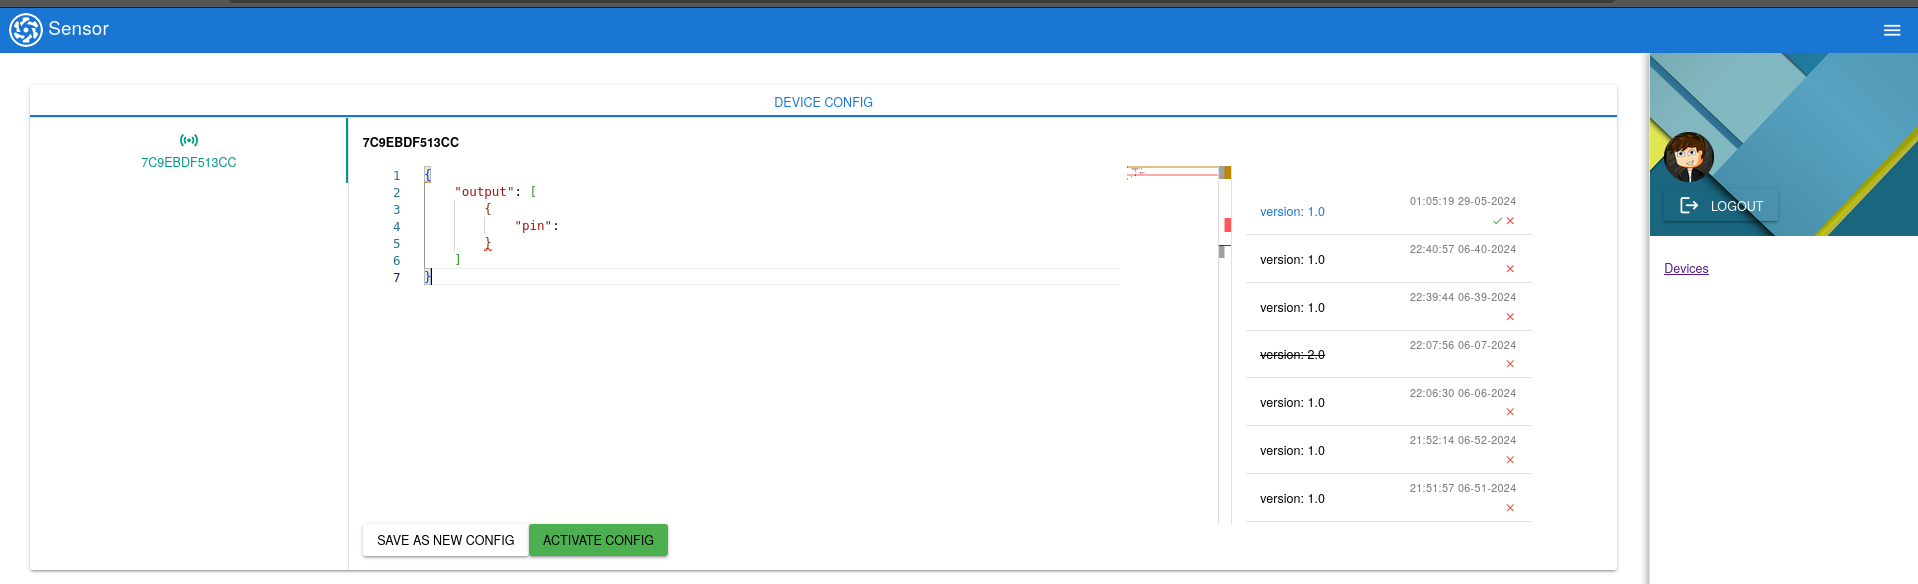 Sensor
DEVICE CONFIG
7C9EBDF513CC
7C9EBDF513CC
1 {
2     "output": [
3         {
4             "pin":
5         }
6     ]
7 }
version: 1.0
01:05:19 29-05-2024
version: 1.0
22:40:57 06-40-2024
version: 1.0
22:39:44 06-39-2024
version: 2.0
22:07:56 06-07-2024
version: 1.0
22:06:30 06-06-2024
version: 1.0
21:52:14 06-52-2024
version: 1.0
21:51:57 06-51-2024
SAVE AS NEW CONFIG
ACTIVATE CONFIG
LOGOUT
Devices